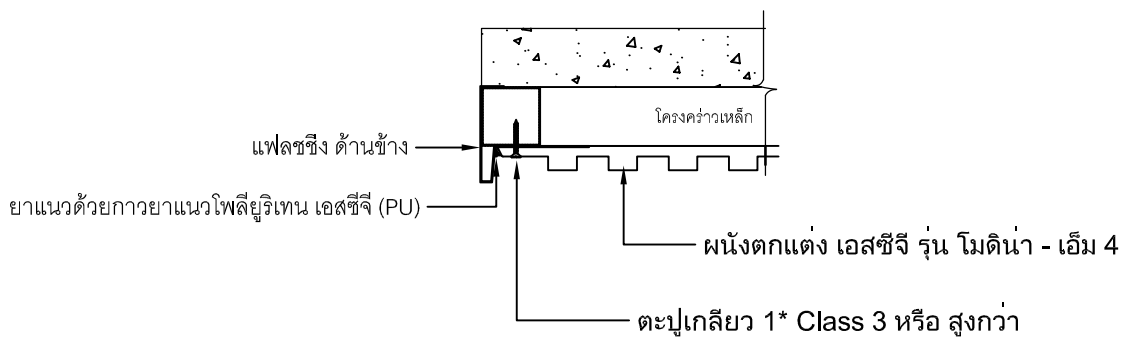 โครงคร่าวเหล็ก
แฟลชชิ่ง ด้านข้าง
ยาแนวด้วยกาวยาแนวโพลียูริเทน เอสซีจี (PU)
ผนังตกแต่ง เอสซีจี รุ่น โมดิน่า - เอ็ม 4
ตะปูเกลียว 1* Class 3 หรือ สูงกว่า